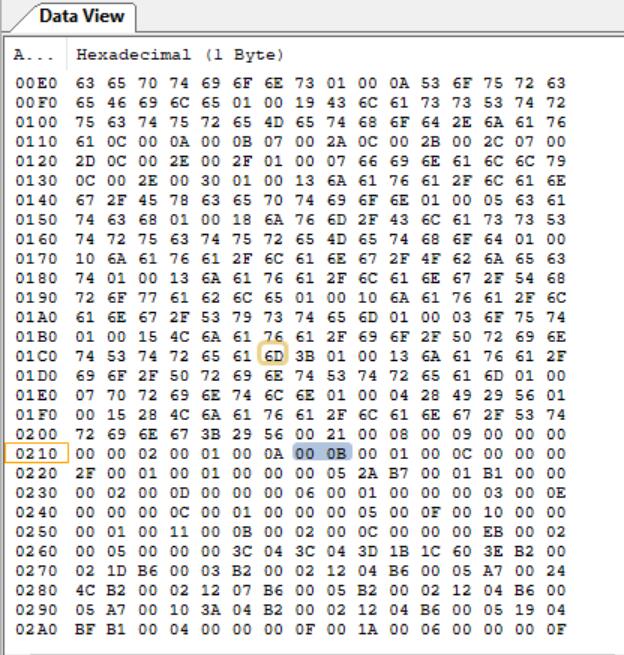 Data View
A... Hexadecimal (1 Byte)
00E0 63 65 70 74 69 6F 6E 73 01 00 0A 53 6F 75 72 63
00F0 65 46 69 6C 65 01 00 19 43 6C 61 73 73 53 74 72
0100 75 63 74 75 72 65 4D 65 74 68 6F 64 2E 6A 61 76
0110 61 0C 00 0A 00 0B 07 00 2A 0C 00 2B 00 2C 07 00
0120 2D 0C 00 2E 00 2F 01 00 07 66 69 6E 61 6C 6C 79
0130 0C 00 2E 00 30 01 00 13 6A 61 76 61 2F 6C 61 6E
0140 67 2F 45 78 63 65 70 74 69 6F 6E 01 00 05 63 61
0150 74 63 68 01 00 18 6A 76 6D 2F 43 6C 61 73 73 53
0160 74 72 75 63 74 75 72 65 4D 65 74 68 6F 64 01 00
0170 10 6A 61 76 61 2F 6C 61 6E 67 2F 4F 62 6A 65 63
0180 74 01 00 13 6A 61 76 61 2F 6C 61 6E 67 2F 54 68
0190 72 6F 77 61 62 6C 65 01 00 10 6A 61 76 61 2F 6C
01A0 61 6E 67 2F 53 79 73 74 65 6D 01 00 03 6F 75 74
01B0 01 00 15 4C 6A 61 76 61 2F 69 6F 2F 50 72 69 6E
01C0 74 53 74 72 65 61 6D 3B 01 00 13 6A 61 76 61 2F
01D0 69 6F 2F 50 72 69 6E 74 53 74 72 65 61 6D 01 00
01E0 07 70 72 69 6E 74 6C 6E 01 00 04 28 49 29 56 01
01F0 00 15 28 4C 6A 61 76 61 2F 6C 61 6E 67 2F 53 74
0200 72 69 6E 67 3B 29 56 00 21 00 08 00 09 00 00 00
0210 00 00 02 00 01 00 0A 00 0B 00 01 00 0C 00 00 00
0220 2F 00 01 00 01 00 00 00 05 2A B7 00 01 B1 00 00
0230 00 02 00 0D 00 00 00 06 00 01 00 00 00 03 00 0E
0240 00 00 00 0C 00 01 00 00 00 05 00 0F 00 10 00 00
0250 00 01 00 11 00 0B 00 02 00 0C 00 00 00 EB 00 02
0260 00 05 00 00 00 3C 04 3C 04 3D 1B 1C 60 3E B2 00
0270 02 1D B6 00 03 B2 00 02 12 04 B6 00 05 A7 00 24
0280 4C B2 00 02 12 07 B6 00 05 B2 00 02 12 04 B6 00
0290 05 A7 00 10 3A 04 B2 00 02 12 04 B6 00 05 19 04
02A0 BF B1 00 04 00 00 00 0F 00 1A 00 06 00 00 00 0F